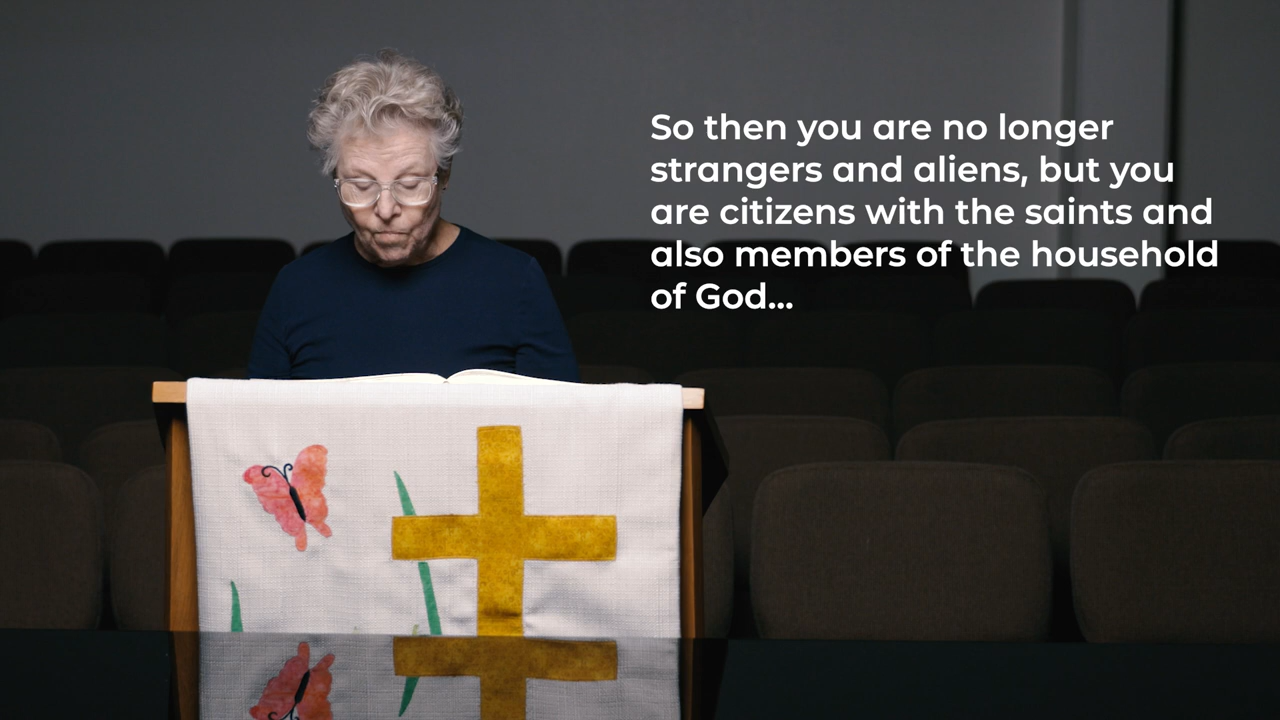 So then you are no longer
strangers and aliens, but you
are citizens with the saints and
also members of the household
of God...